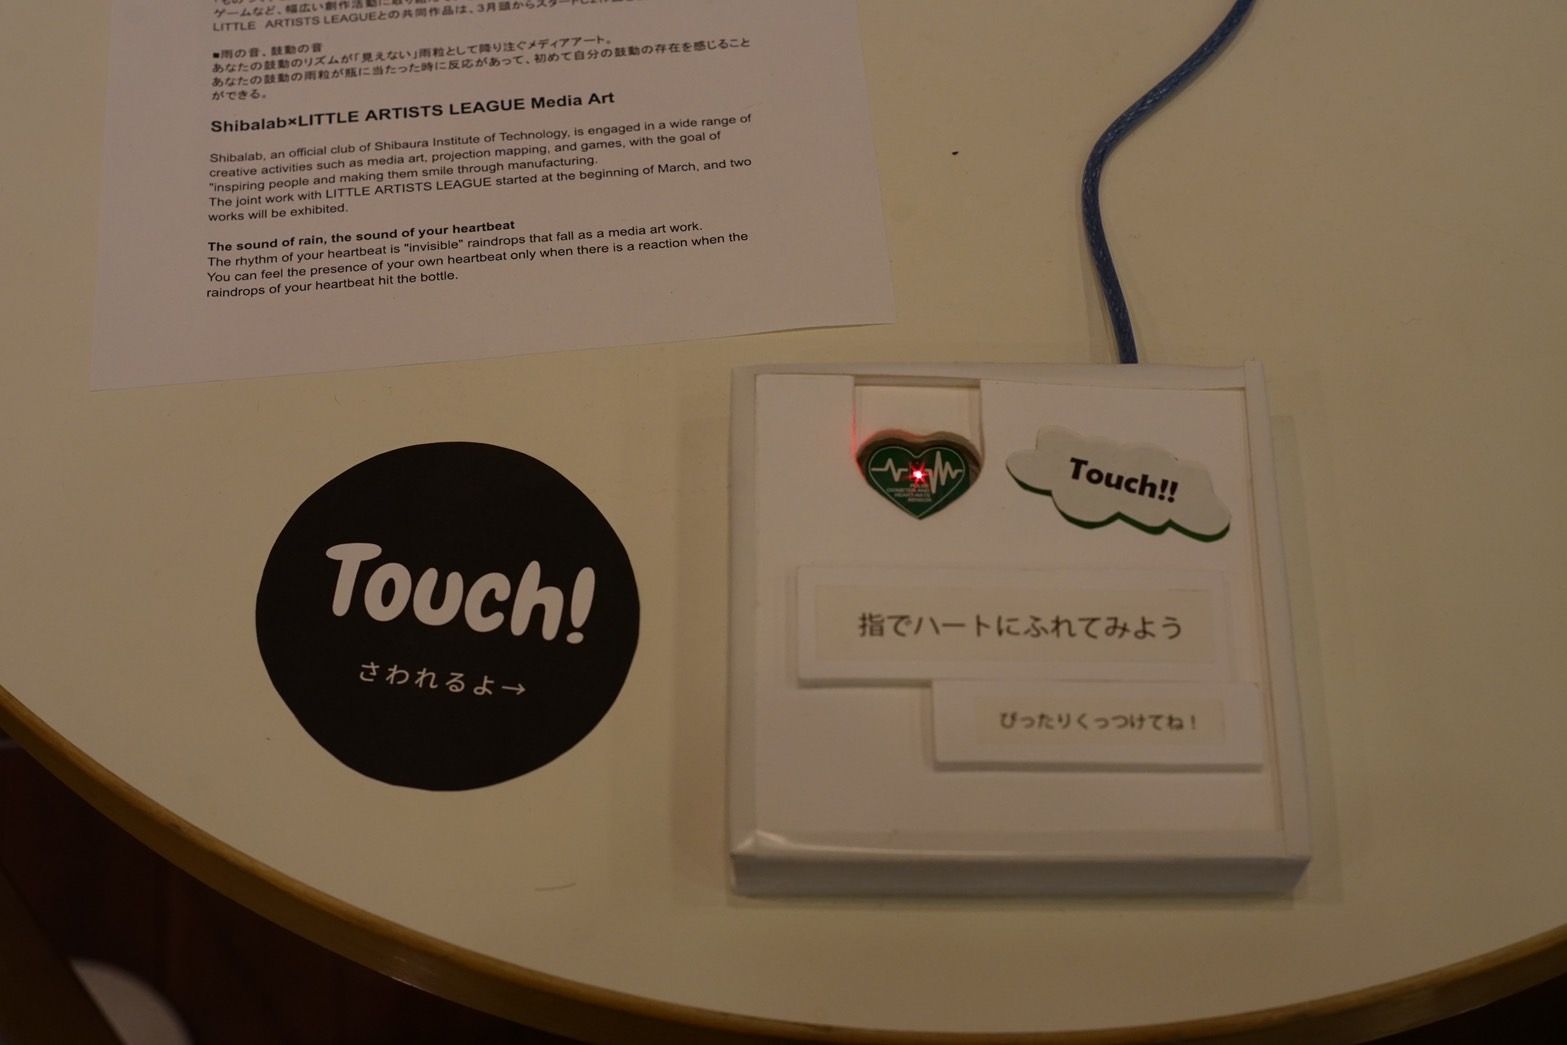 ゲームなど、幅広い創作活動に取り組んで
LITTLE ARTISTS LEAGUEとの共同作品は、3月頭からスタートし2作品を
■雨の音、鼓動の音
あなたの鼓動のリズムが「見えない」雨粒として降り注ぐメディアアート。
あなたの鼓動の雨粒が瓶に当たった時に反応があって、初めて自分の鼓動の存在を感じること
ができる。
Shibalab×LITTLE ARTISTS LEAGUE Media Art
Shibalab, an official club of Shibaura Institute of Technology, is engaged in a wide range of
creative activities such as media art, projection mapping, and games, with the goal of
"inspiring people and making them smile through manufacturing.
The joint work with LITTLE ARTISTS LEAGUE started at the beginning of March, and two
works will be exhibited.
The sound of rain, the sound of your heartbeat
The rhythm of your heartbeat is "invisible" raindrops that fall as a media art work.
You can feel the presence of your own heartbeat only when there is a reaction when the
raindrops of your heartbeat hit the bottle.
Touch!
さわれるよ→
Touch!!
指でハートにふれてみよう
ぴったりくっつけてね！